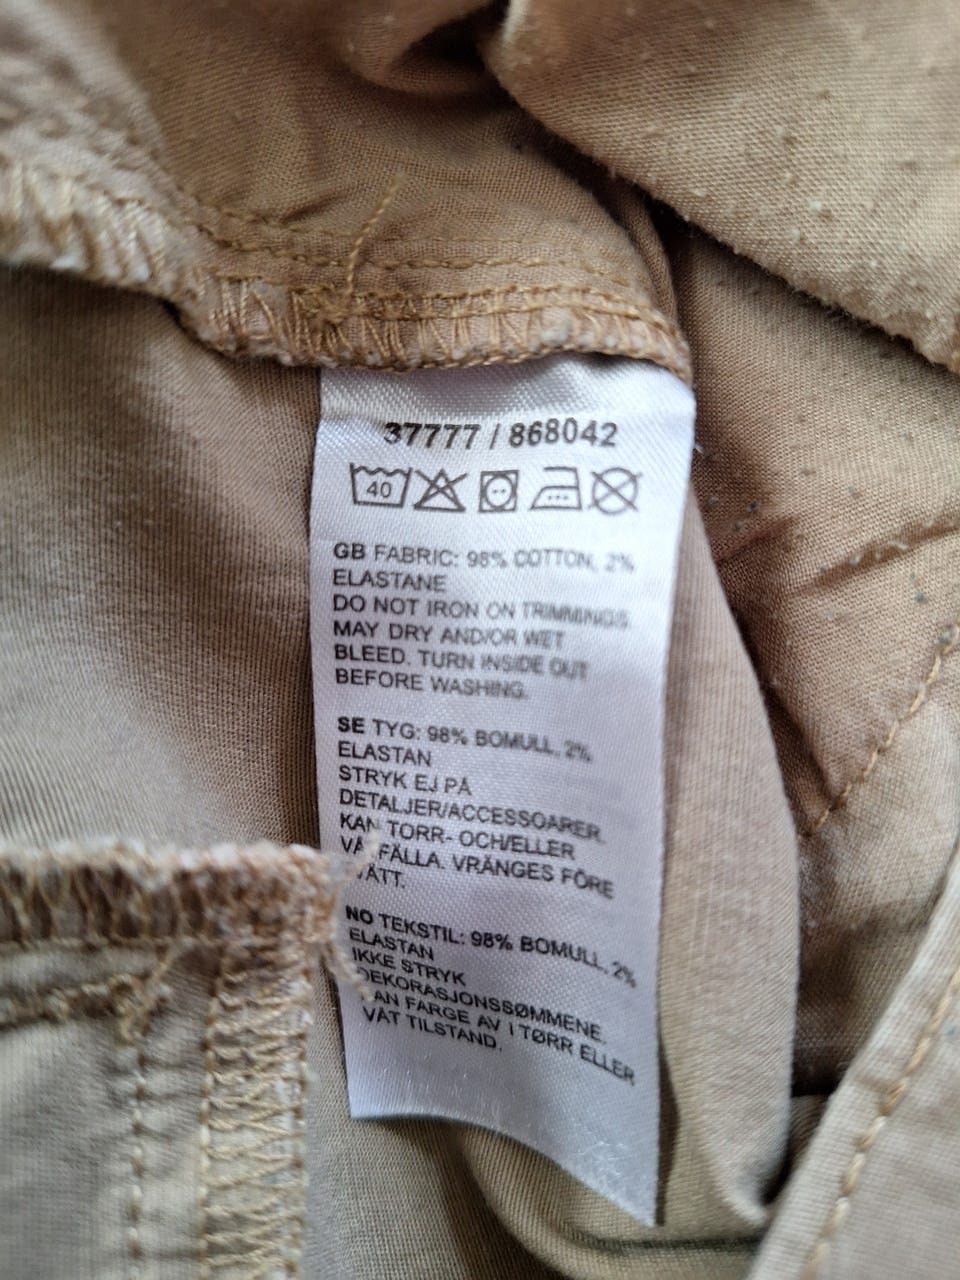 37777 / 868042
40
GB FABRIC: 98% COTTON, 2%
ELASTANE
DO NOT IRON ON TRIMMINGS.
MAY DRY AND/OR WET
BLEED. TURN INSIDE OUT
BEFORE WASHING.
SE TYG: 98% BOMULL, 2%
ELASTAN
STRYK EJ PÅ
DETALJER/ACCESSOARER.
KAN TORR- OCH/ELLER
FÄLLA. VRÄNGES FÖRE
NO TEKSTIL: 98% BOMULL, 2%
ELASTAN
IKKE STRYK
DEKORASJONSSØMMENE.
KAN FARGE AV I TØRR ELLER
VÅT TILSTAND.